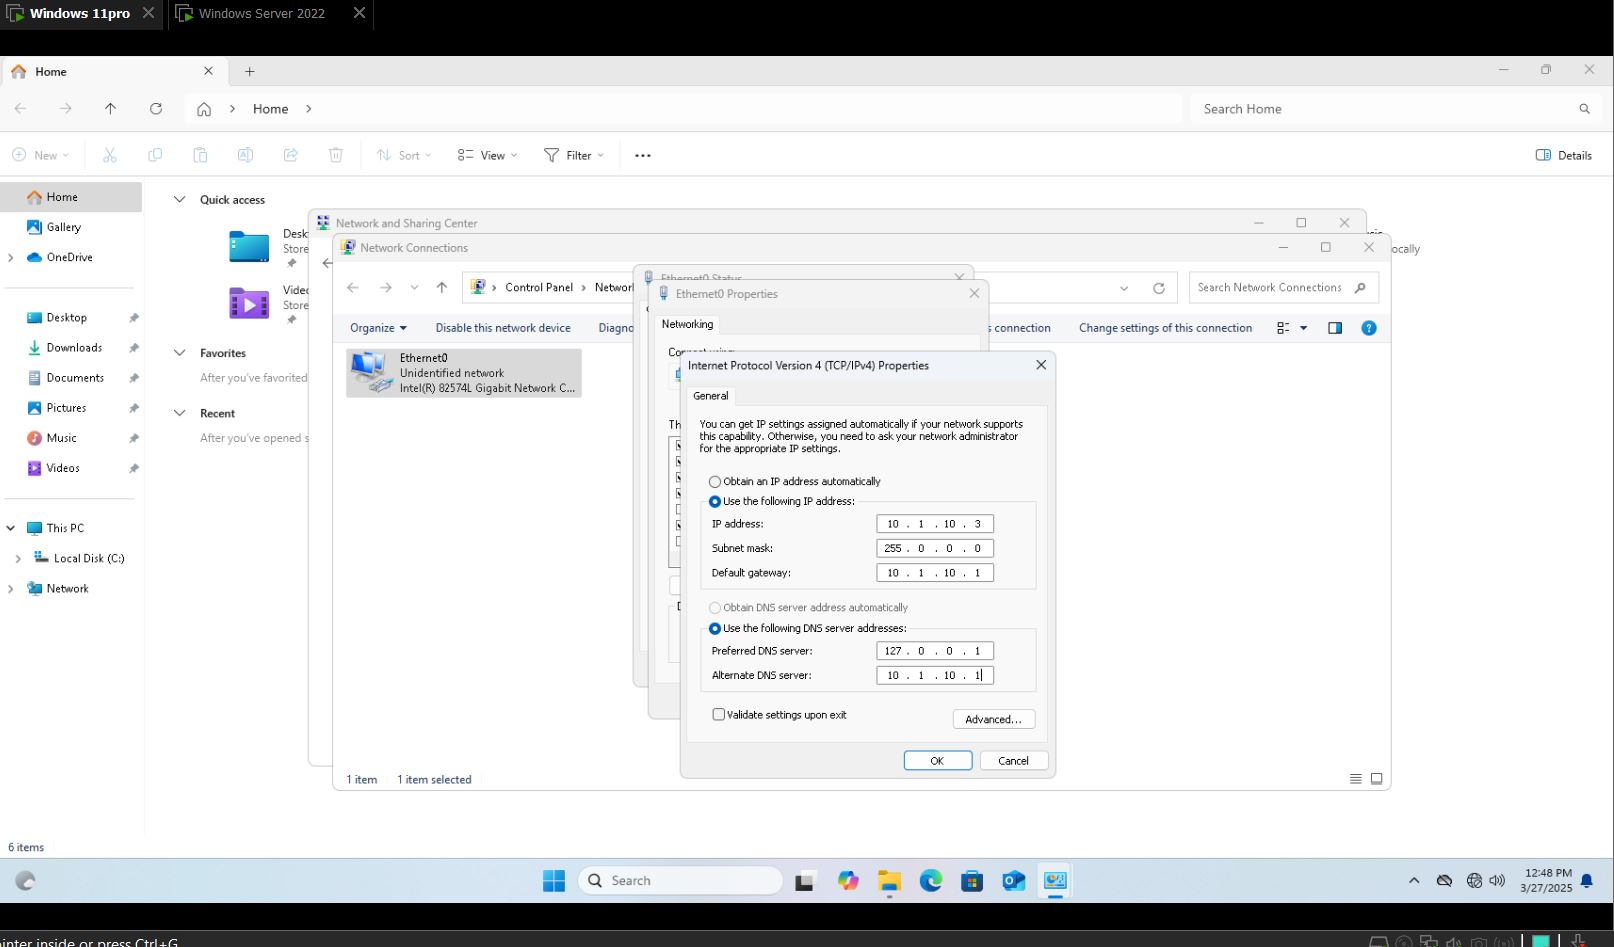 Windows 11pro
Windows Server 2022
Home
Home
Search Home
New
Sort
View
Filter
Details
Home
Gallery
OneDrive
Desktop
Downloads
Documents
Pictures
Music
Videos
This PC
Local Disk (C:)
Network
Quick access
Desk
Store
Video
Store
Favorites
After you've favorited
Recent
After you've opened s
ocally
Network and Sharing Center
Network Connections
Control Panel
Networ
Search Network Connections
Organize
Disable this network device
Diagno
s connection
Change settings of this connection
Ethernet0
Unidentified network
Intel(R) 82574L Gigabit Network C...
Ethernet0 Status
Ethernet0 Properties
Networking
Connect using:
Th
Internet Protocol Version 4 (TCP/IPv4) Properties
General
You can get IP settings assigned automatically if your network supports
this capability. Otherwise, you need to ask your network administrator
for the appropriate IP settings.
Obtain an IP address automatically
Use the following IP address:
IP address: 10 . 1 . 10 . 3
Subnet mask: 255 . 0 . 0 . 0
Default gateway: 10 . 1 . 10 . 1
Obtain DNS server address automatically
Use the following DNS server addresses:
Preferred DNS server: 127 . 0 . 0 . 1
Alternate DNS server: 10 . 1 . 10 . 1
Validate settings upon exit
Advanced...
OK
Cancel
1 item
1 item selected
6 items
Search
12:48 PM
3/27/2025
inter inside or press Ctrl+G